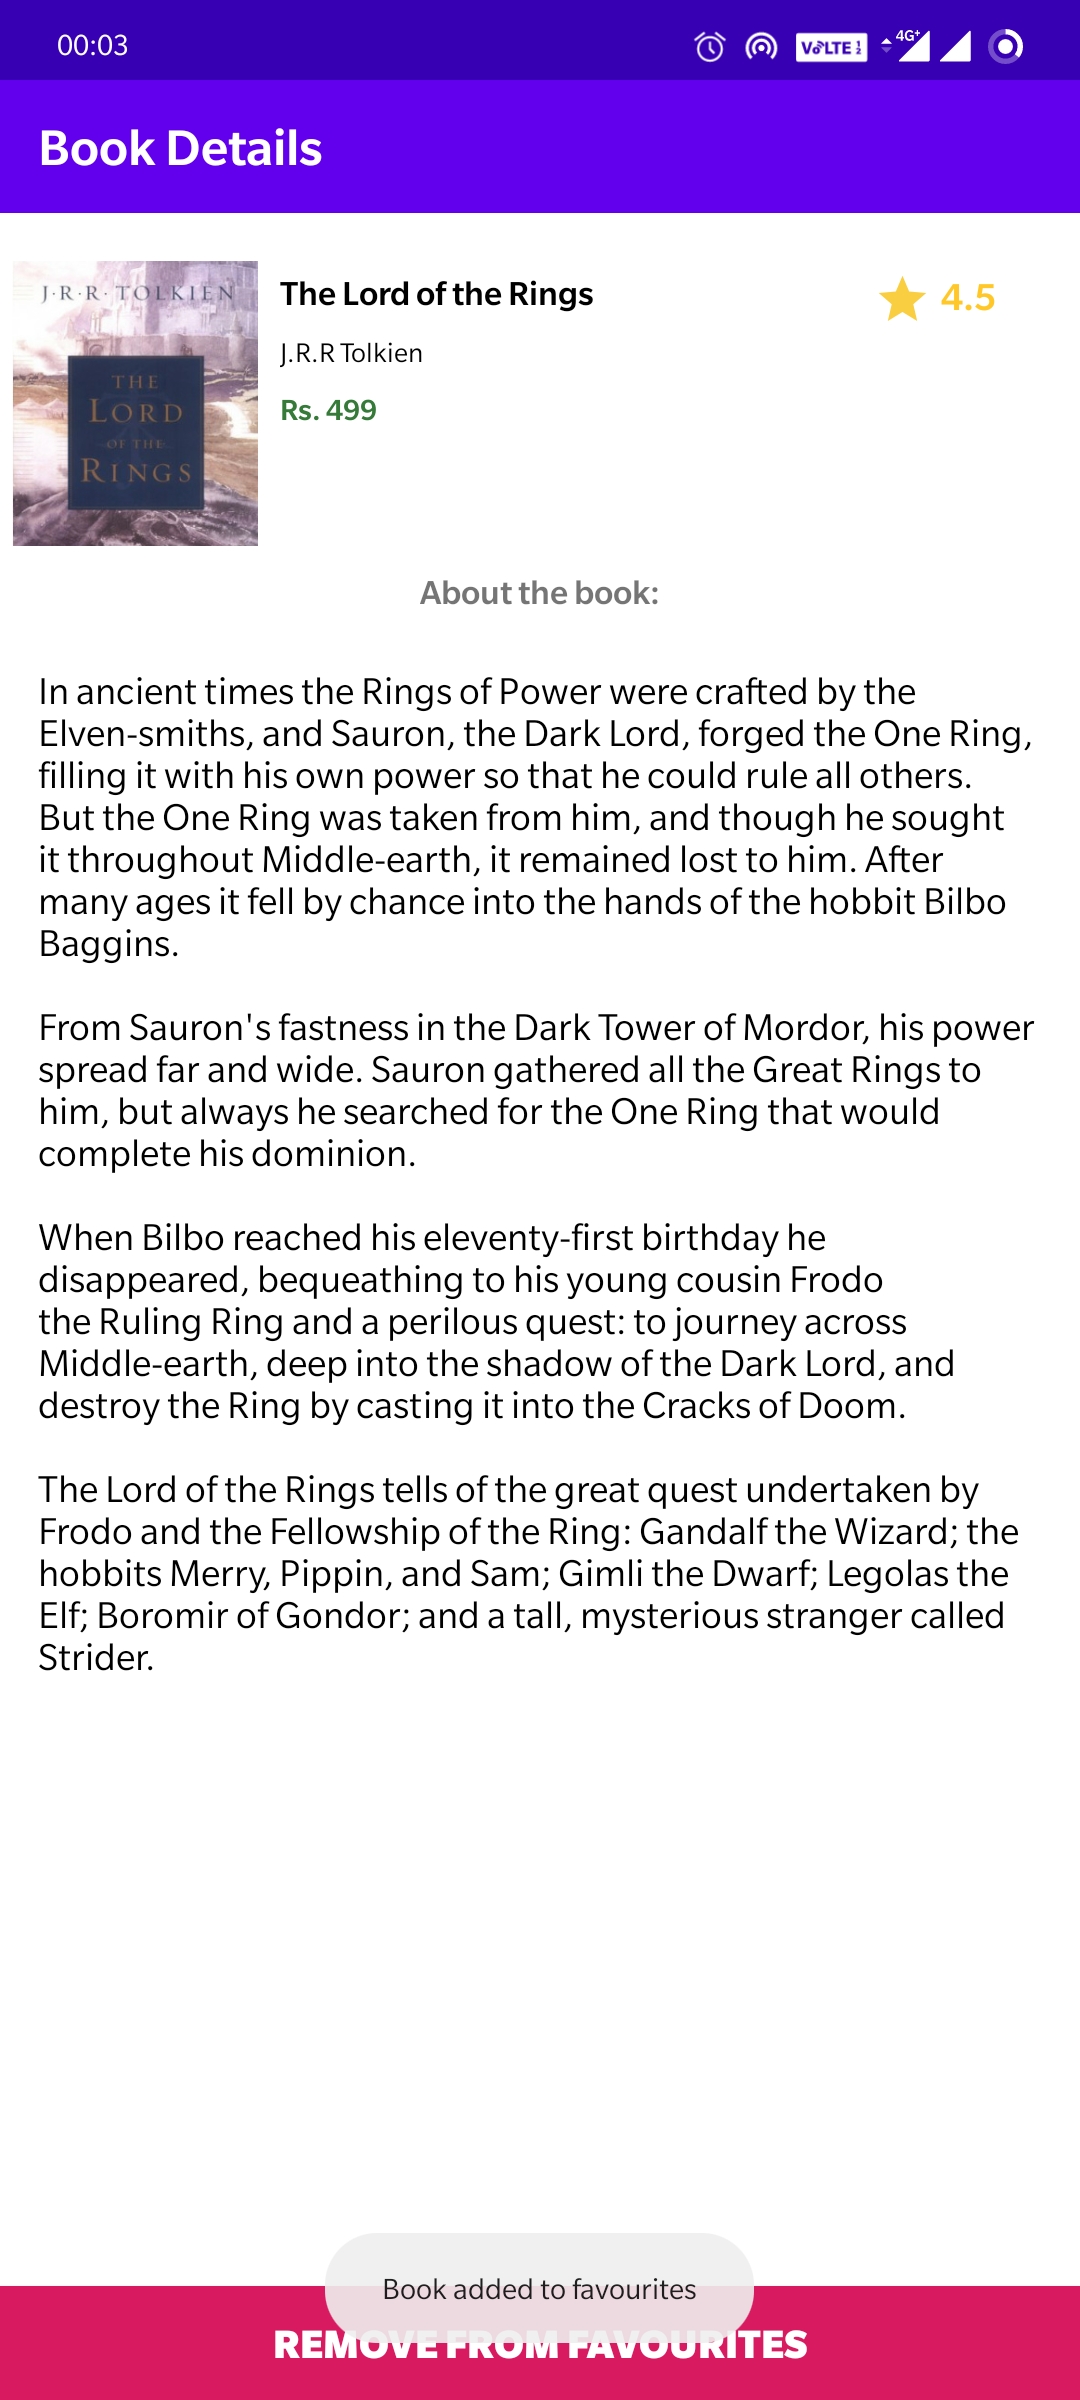 00:03
VoLTE 1 2
4G+
Book Details
J·R·R·TOLKIEN
THE
LORD
OF THE
RINGS
The Lord of the Rings
4.5
J.R.R Tolkien
Rs. 499
About the book:
In ancient times the Rings of Power were crafted by the
Elven-smiths, and Sauron, the Dark Lord, forged the One Ring,
filling it with his own power so that he could rule all others.
But the One Ring was taken from him, and though he sought
it throughout Middle-earth, it remained lost to him. After
many ages it fell by chance into the hands of the hobbit Bilbo
Baggins.
From Sauron's fastness in the Dark Tower of Mordor, his power
spread far and wide. Sauron gathered all the Great Rings to
him, but always he searched for the One Ring that would
complete his dominion.
When Bilbo reached his eleventy-first birthday he
disappeared, bequeathing to his young cousin Frodo
the Ruling Ring and a perilous quest: to journey across
Middle-earth, deep into the shadow of the Dark Lord, and
destroy the Ring by casting it into the Cracks of Doom.
The Lord of the Rings tells of the great quest undertaken by
Frodo and the Fellowship of the Ring: Gandalf the Wizard; the
hobbits Merry, Pippin, and Sam; Gimli the Dwarf; Legolas the
Elf; Boromir of Gondor; and a tall, mysterious stranger called
Strider.
Book added to favourites
REMOVE FROM FAVOURITES